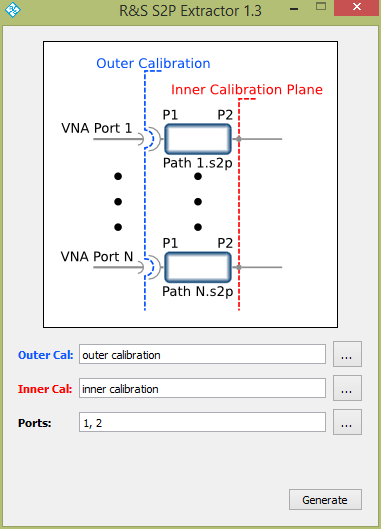 R&S S2P Extractor 1.3
Outer Calibration
Inner Calibration Plane
P1 P2
VNA Port 1
Path 1.s2p
P1 P2
VNA Port N
Path N.s2p
Outer Cal: outer calibration ...
Inner Cal: inner calibration ...
Ports: 1, 2 ...
Generate